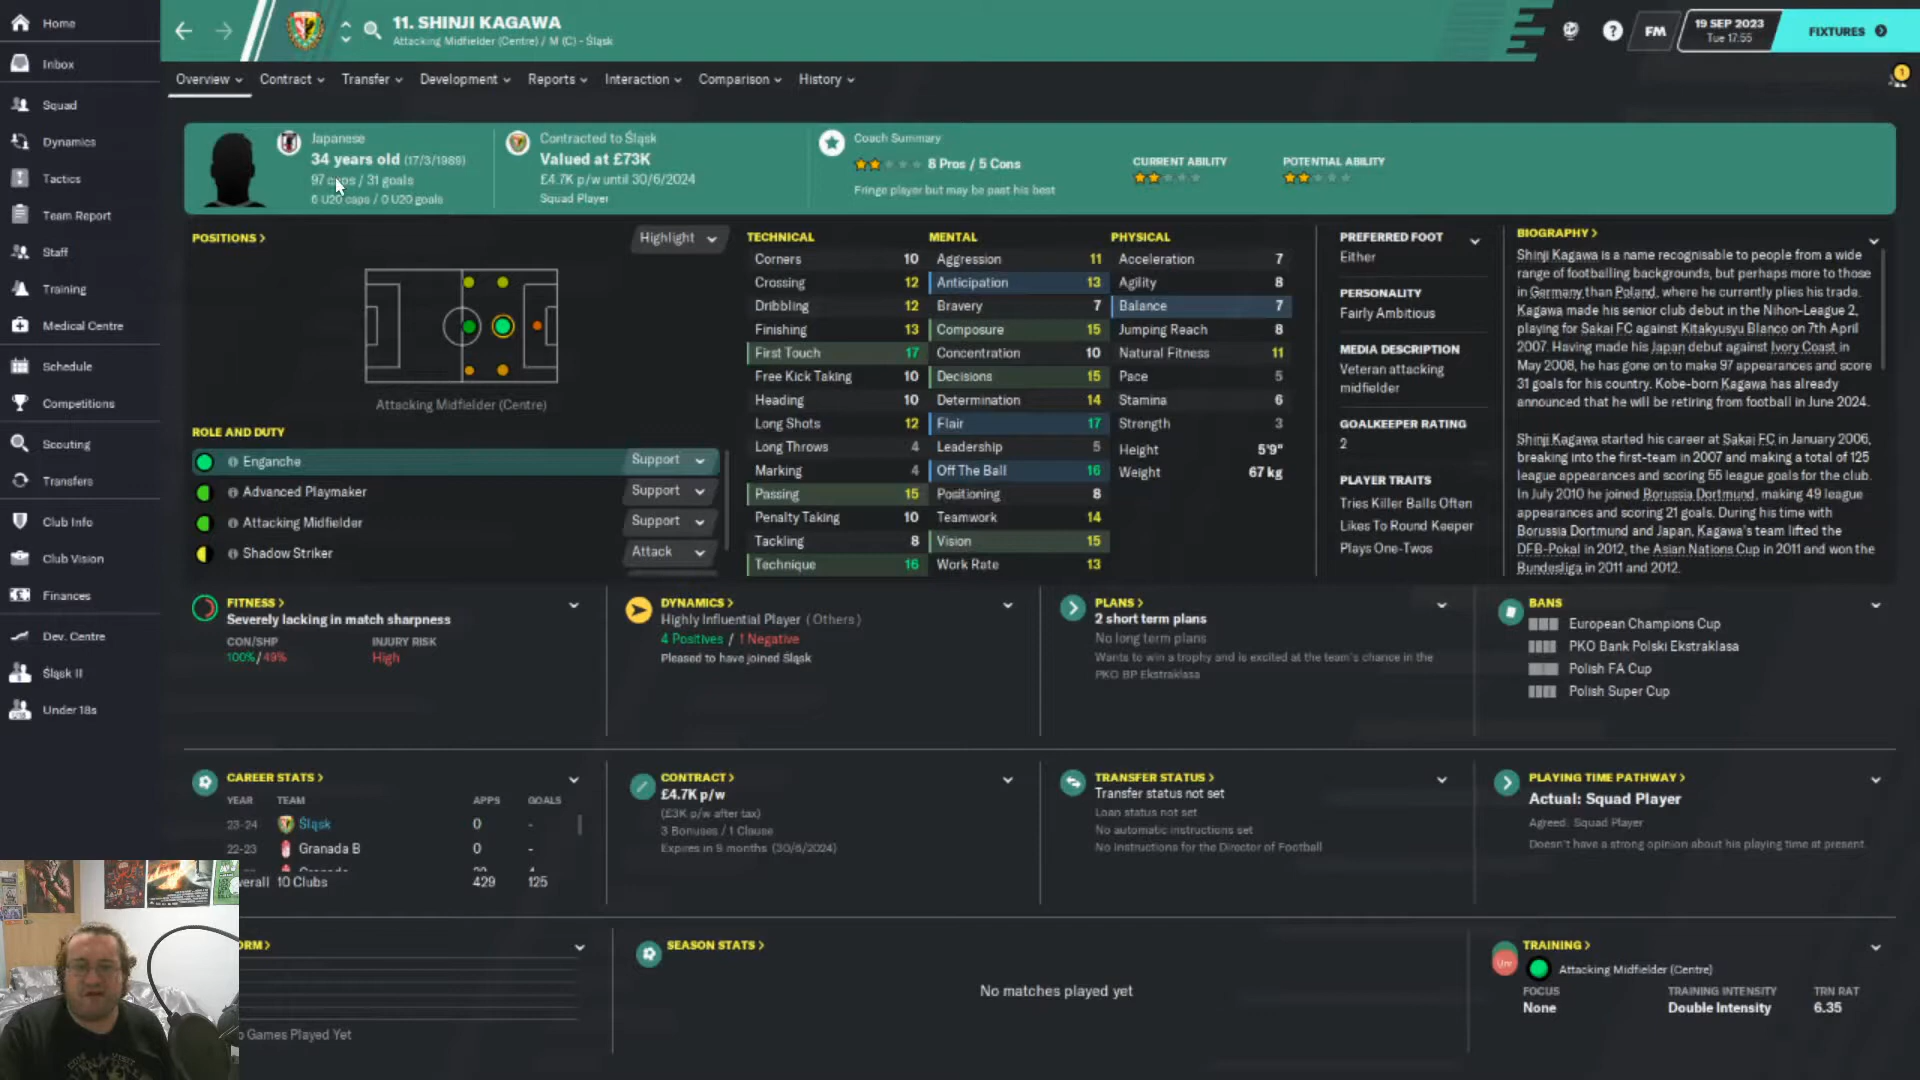 Home
Inbox
Squad
Dynamics
Tactics
Team Report
Staff
Training
Medical Centre
Schedule
Competitions
Scouting
Transfers
Club Info
Club Vision
Finances
Dev. Centre
Śląsk II
Under 18s
11. SHINJI KAGAWA
Attacking Midfielder (Centre) / M (C) - Śląsk
FM
19 SEP 2023
Tue 17:55
FIXTURES
1
Overview
Contract
Transfer
Development
Reports
Interaction
Comparison
History
Japanese
34 years old (17/3/1989)
97 caps / 31 goals
6 U20 caps / 0 U20 goals
Contracted to Śląsk
Valued at £73K
£4.7K p/w until 30/6/2024
Squad Player
Coach Summary
8 Pros / 5 Cons
Fringe player but may be past his best
CURRENT ABILITY
POTENTIAL ABILITY
POSITIONS >
Highlight
Attacking Midfielder (Centre)
ROLE AND DUTY
Enganche Support
Advanced Playmaker Support
Attacking Midfielder Support
Shadow Striker Attack
TECHNICAL
Corners 10
Crossing 12
Dribbling 12
Finishing 13
First Touch 17
Free Kick Taking 10
Heading 10
Long Shots 12
Long Throws 4
Marking 4
Passing 15
Penalty Taking 10
Tackling 8
Technique 16
MENTAL
Aggression 11
Anticipation 13
Bravery 7
Composure 15
Concentration 10
Decisions 15
Determination 14
Flair 17
Leadership 5
Off The Ball 16
Positioning 8
Teamwork 14
Vision 15
Work Rate 13
PHYSICAL
Acceleration 7
Agility 8
Balance 7
Jumping Reach 8
Natural Fitness 11
Pace 5
Stamina 6
Strength 3
Height 5'9"
Weight 67 kg
PREFERRED FOOT
Either
PERSONALITY
Fairly Ambitious
MEDIA DESCRIPTION
Veteran attacking
midfielder
GOALKEEPER RATING
2
PLAYER TRAITS
Tries Killer Balls Often
Likes To Round Keeper
Plays One-Twos
BIOGRAPHY >
Shinji Kagawa is a name recognisable to people from a wide
range of footballing backgrounds, but perhaps more to those
in Germany than Poland, where he currently plies his trade.
Kagawa made his senior club debut in the Nihon-League 2,
playing for Sakai FC against Kitakyusyu Blanco on 7th April
2007. Having made his Japan debut against Ivory Coast in
May 2008, he has gone on to make 97 appearances and score
31 goals for his country. Kobe-born Kagawa has already
announced that he will be retiring from football in June 2024.
Shinji Kagawa started his career at Sakai FC in January 2006,
breaking into the first-team in 2007 and making a total of 125
league appearances and scoring 55 league goals for the club.
In July 2010 he joined Borussia Dortmund, making 49 league
appearances and scoring 21 goals. During his time with
Borussia Dortmund and Japan, Kagawa's team lifted the
DFB-Pokal in 2012, the Asian Nations Cup in 2011 and won the
Bundesliga in 2011 and 2012.
FITNESS >
Severely lacking in match sharpness
CON/SHP
100%/49%
INJURY RISK
High
DYNAMICS >
Highly Influential Player (Others)
4 Positives / 1 Negative
Pleased to have joined Śląsk
PLANS >
2 short term plans
No long term plans
Wants to win a trophy and is excited at the team's chance in the
PKO BP Ekstraklasa
BANS
European Champions Cup
PKO Bank Polski Ekstraklasa
Polish FA Cup
Polish Super Cup
CAREER STATS >
YEAR TEAM APPS GOALS
23-24 Śląsk 0 -
22-23 Granada B 0 -
erall 10 Clubs 429 125
CONTRACT >
£4.7K p/w
(£3K p/w after tax)
3 Bonuses / 1 Clause
Expires in 9 months (30/6/2024)
TRANSFER STATUS >
Transfer status not set
Loan status not set
No automatic instructions set
No instructions for the Director of Football
PLAYING TIME PATHWAY >
Actual: Squad Player
Agreed: Squad Player
Doesn't have a strong opinion about his playing time at present.
ORM >
o Games Played Yet
SEASON STATS >
No matches played yet
TRAINING >
Unr
Attacking Midfielder (Centre)
FOCUS
None
TRAINING INTENSITY
Double Intensity
TRN RAT
6.35